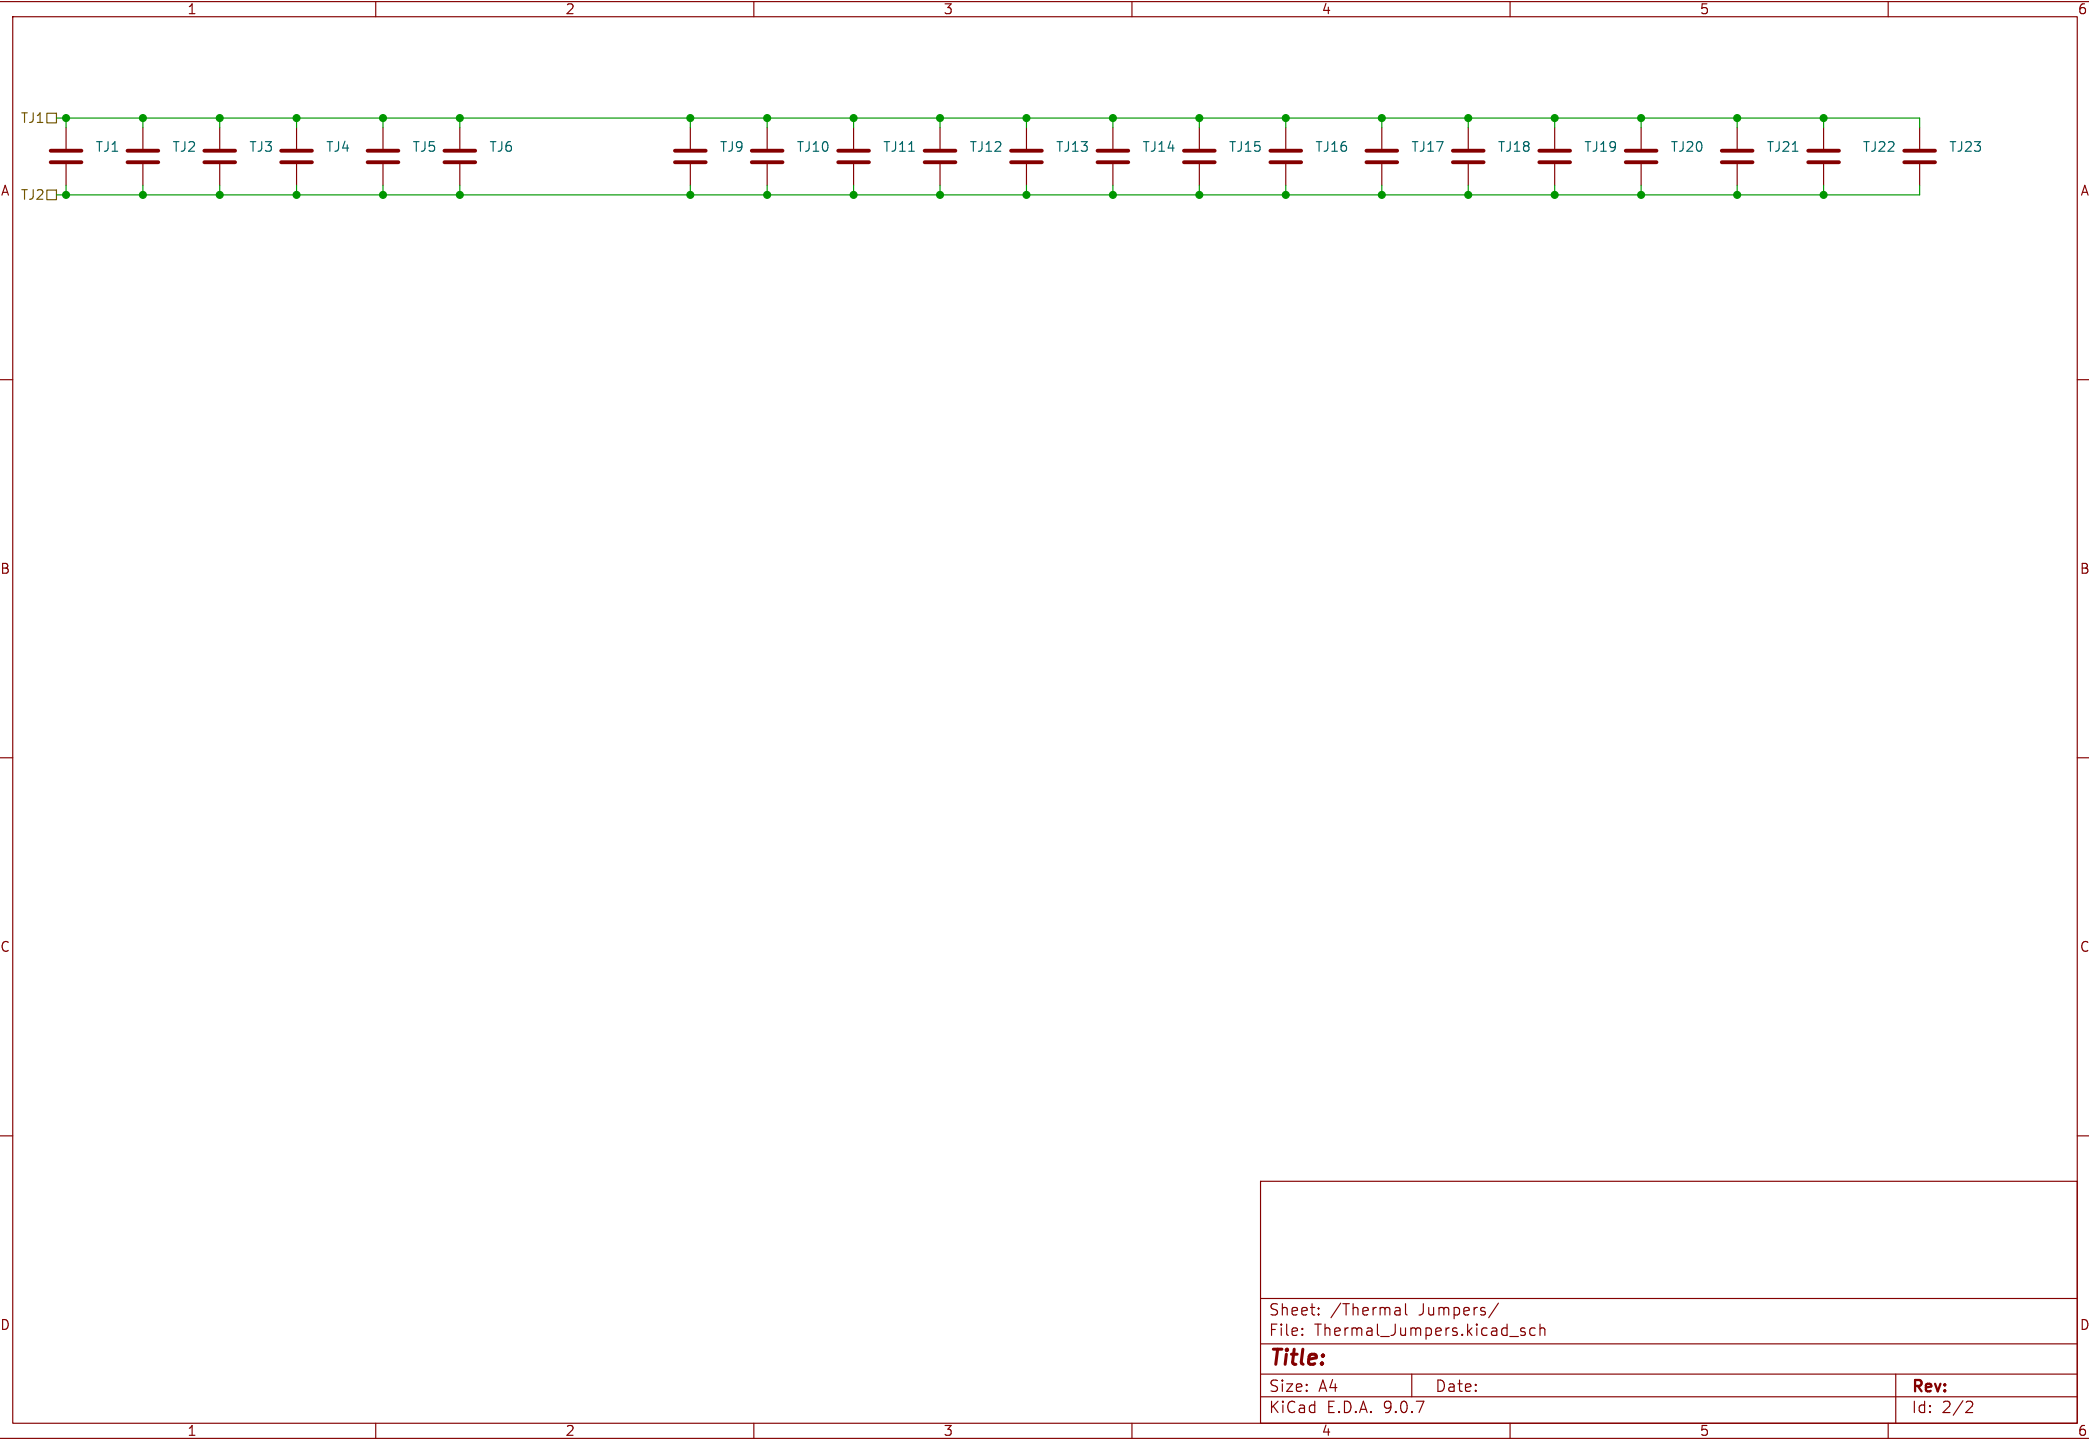 1 2 3 4 5 6
TJ1
TJ1 TJ2 TJ3 TJ4 TJ5 TJ6 TJ9 TJ10 TJ11 TJ12 TJ13 TJ14 TJ15 TJ16 TJ17 TJ18 TJ19 TJ20 TJ21 TJ22 TJ23
A A
TJ2
B B
C C
Sheet: /Thermal Jumpers/
D D
File: Thermal_Jumpers.kicad_sch
Title:
Size: A4 Date: Rev:
KiCad E.D.A. 9.0.7 Id: 2/2
1 2 3 4 5 6